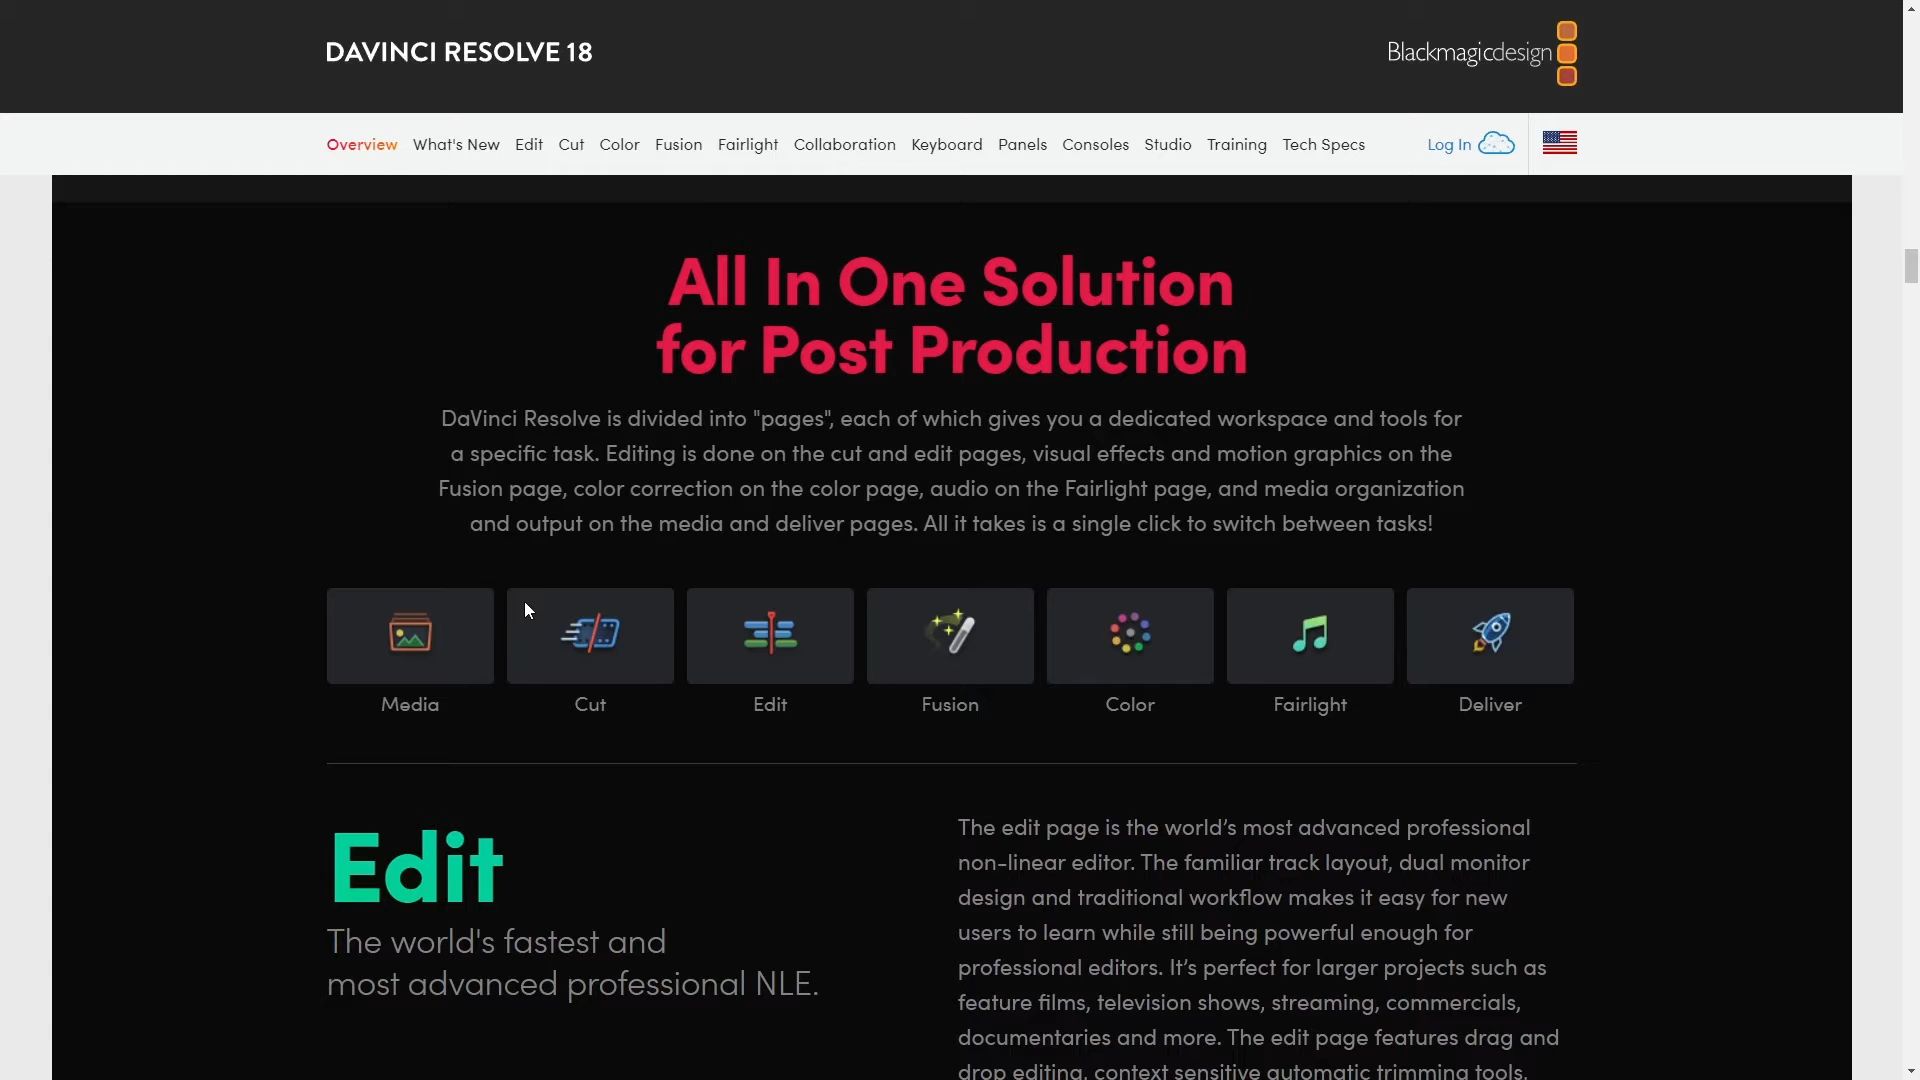 DAVINCI RESOLVE 18
Blackmagicdesign
Overview What's New Edit Cut Color Fusion Fairlight Collaboration Keyboard Panels Consoles Studio Training Tech Specs Log In
All In One Solution
for Post Production
DaVinci Resolve is divided into "pages", each of which gives you a dedicated workspace and tools for
a specific task. Editing is done on the cut and edit pages, visual effects and motion graphics on the
Fusion page, color correction on the color page, audio on the Fairlight page, and media organization
and output on the media and deliver pages. All it takes is a single click to switch between tasks!
Media Cut Edit Fusion Color Fairlight Deliver
Edit
The world's fastest and
most advanced professional NLE.
The edit page is the world’s most advanced professional
non-linear editor. The familiar track layout, dual monitor
design and traditional workflow makes it easy for new
users to learn while still being powerful enough for
professional editors. It’s perfect for larger projects such as
feature films, television shows, streaming, commercials,
documentaries and more. The edit page features drag and
drop editing, context sensitive automatic trimming tools,